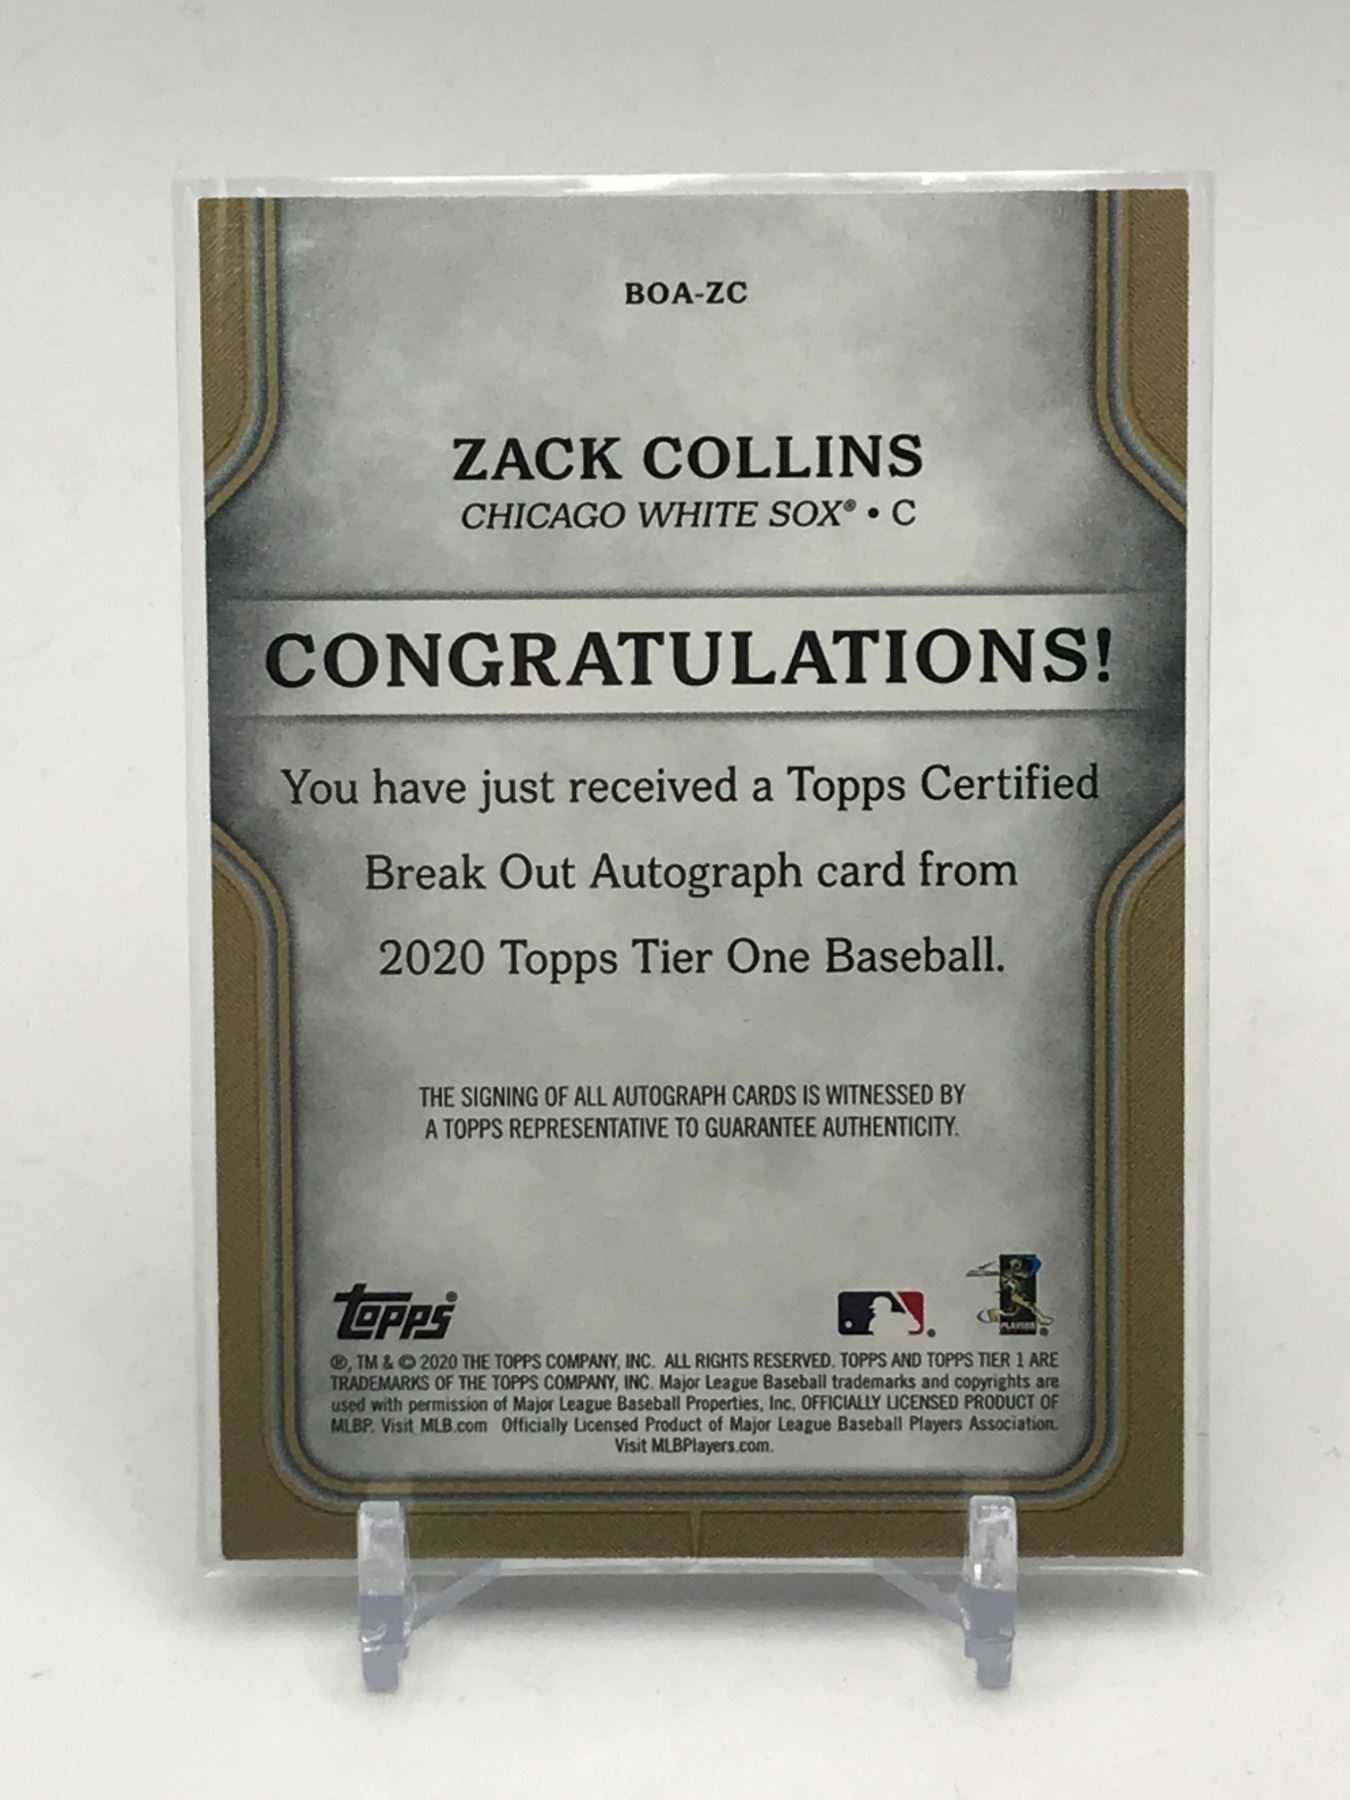 BOA-ZC
ZACK COLLINS
CHICAGO WHITE SOX® • C
CONGRATULATIONS!
You have just received a Topps Certified
Break Out Autograph card from
2020 Topps Tier One Baseball.
THE SIGNING OF ALL AUTOGRAPH CARDS IS WITNESSED BY
A TOPPS REPRESENTATIVE TO GUARANTEE AUTHENTICITY.
topps®
PLAYERS®
®, TM & © 2020 THE TOPPS COMPANY, INC. ALL RIGHTS RESERVED. TOPPS AND TOPPS TIER 1 ARE
TRADEMARKS OF THE TOPPS COMPANY, INC. Major League Baseball trademarks and copyrights are
used with permission of Major League Baseball Properties, Inc. OFFICIALLY LICENSED PRODUCT OF
MLBP. Visit MLB.com Officially Licensed Product of Major League Baseball Players Association.
Visit MLBPlayers.com.